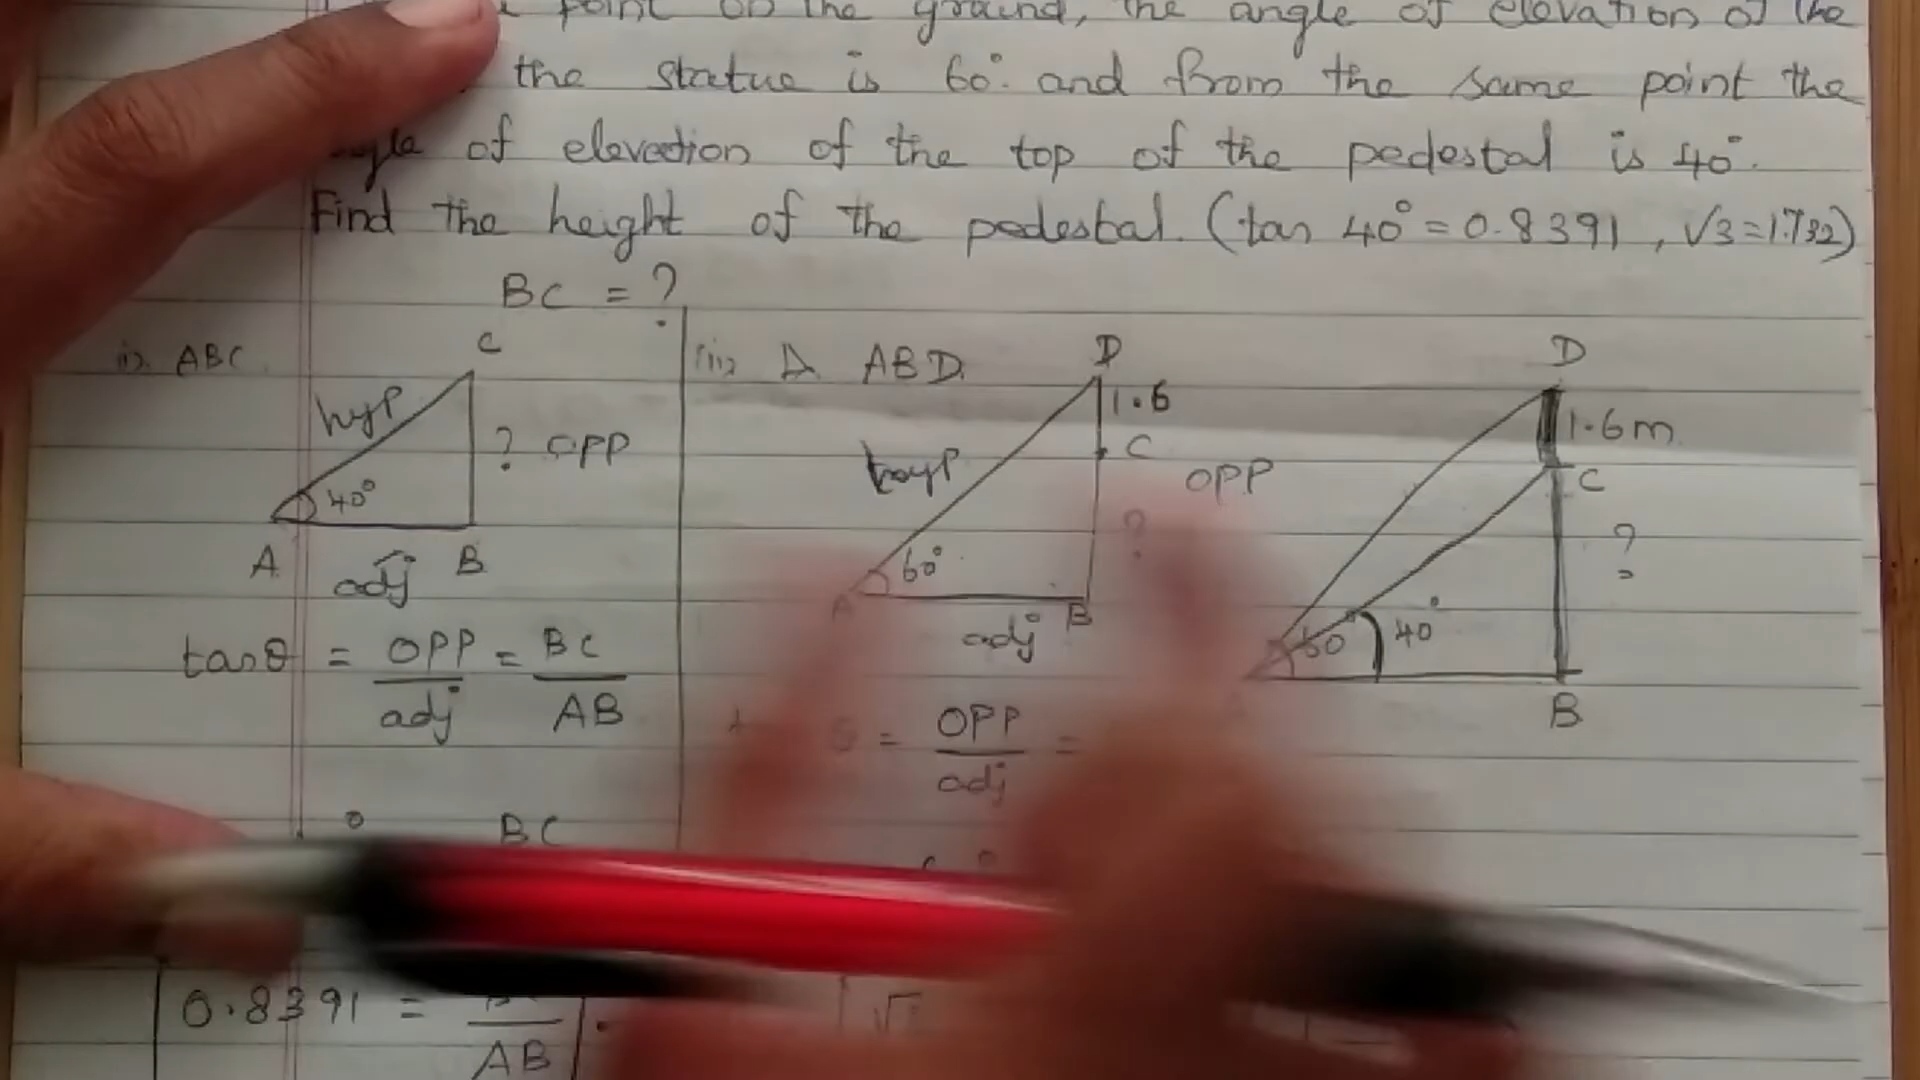 point on the ground, the angle of elevation of the
the statue is 60°. and from the same point the
of elevation of the top of the pedestal is 40°.
Find the height of the pedestal. (tan 40° = 0.8391, √3=1.732)
BC = ?
i). ABC
C
hyp
? OPP
40°
A
B
adj
tanθ = OPP/adj = BC/AB
BC
0.8391 =
AB
(ii) Δ ABD.
D
1.6
C
hyp
OPP
?
60°
A
B
adj
θ = OPP/adj =
D
1.6m
C
?
60
40°
B